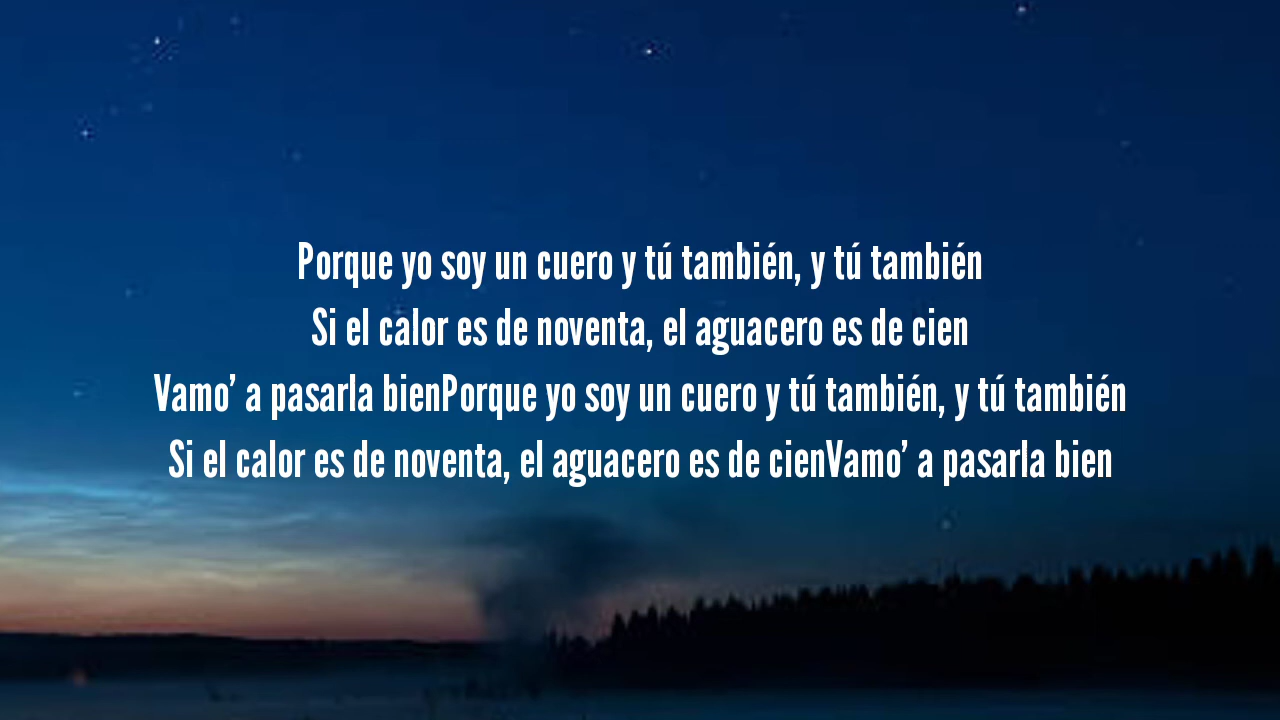 Porque yo soy un cuero y tú también, y tú también
Si el calor es de noventa, el aguacero es de cien
Vamo’ a pasarla bienPorque yo soy un cuero y tú también, y tú también
Si el calor es de noventa, el aguacero es de cienVamo’ a pasarla bien